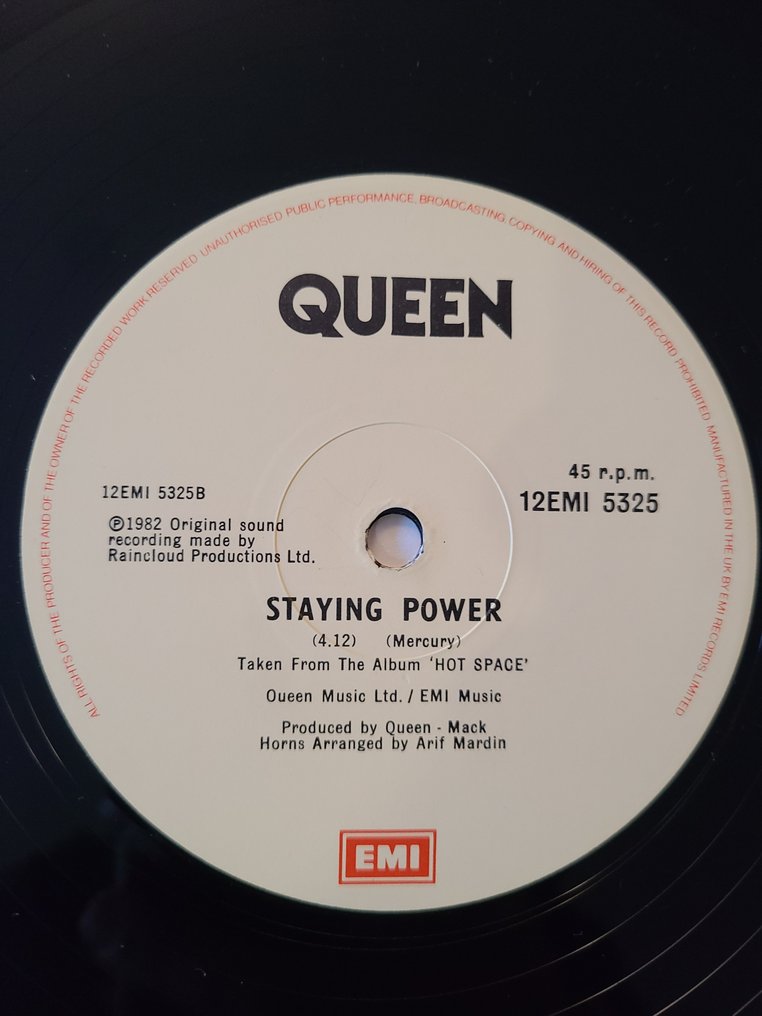 ALL RIGHTS OF THE PRODUCER AND OF THE OWNER OF THE RECORDED WORK RESERVED UNAUTHORISED PUBLIC PERFORMANCE, BROADCASTING, COPYING AND HIRING OF THIS RECORD PROHIBITED MANUFACTURED IN THE UK BY EMI RECORDS LIMITED
QUEEN
45 r.p.m.
12EMI 5325B
12EMI 5325
℗1982 Original sound
recording made by
Raincloud Productions Ltd.
STAYING POWER
(4.12) (Mercury)
Taken From The Album ‘HOT SPACE’
Queen Music Ltd. / EMI Music
Produced by Queen - Mack
Horns Arranged by Arif Mardin
EMI